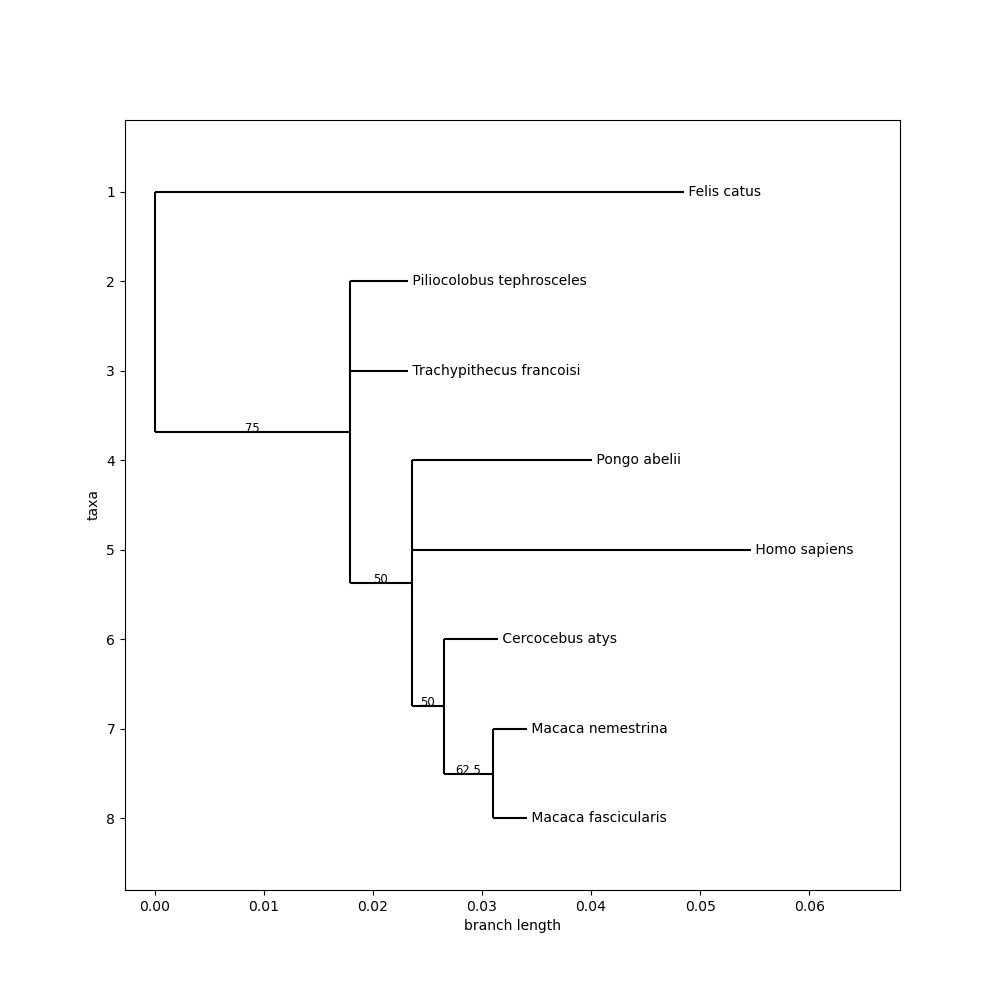 1
Felis catus
2
Piliocolobus tephrosceles
3
Trachypithecus francoisi
75
4
Pongo abelii
taxa
5
Homo sapiens
50
6
Cercocebus atys
50
7
Macaca nemestrina
62.5
8
Macaca fascicularis
0.00 0.01 0.02 0.03 0.04 0.05 0.06
branch length